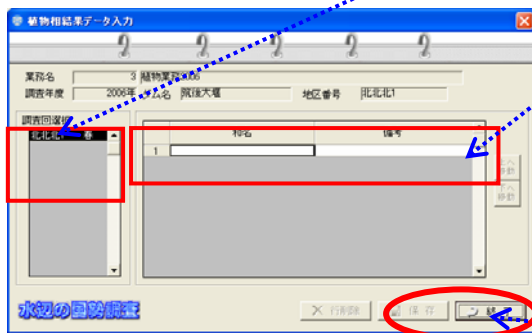 植物相結果データ入力
業務名 3 植物業務2006
調査年度 2006年 ダム名 筑後大堰 地区番号 北北北1
調査回選択
北北北1 春
和名 備考
1
上へ移動
下へ移動
水辺の国勢調査
行削除 保存 終